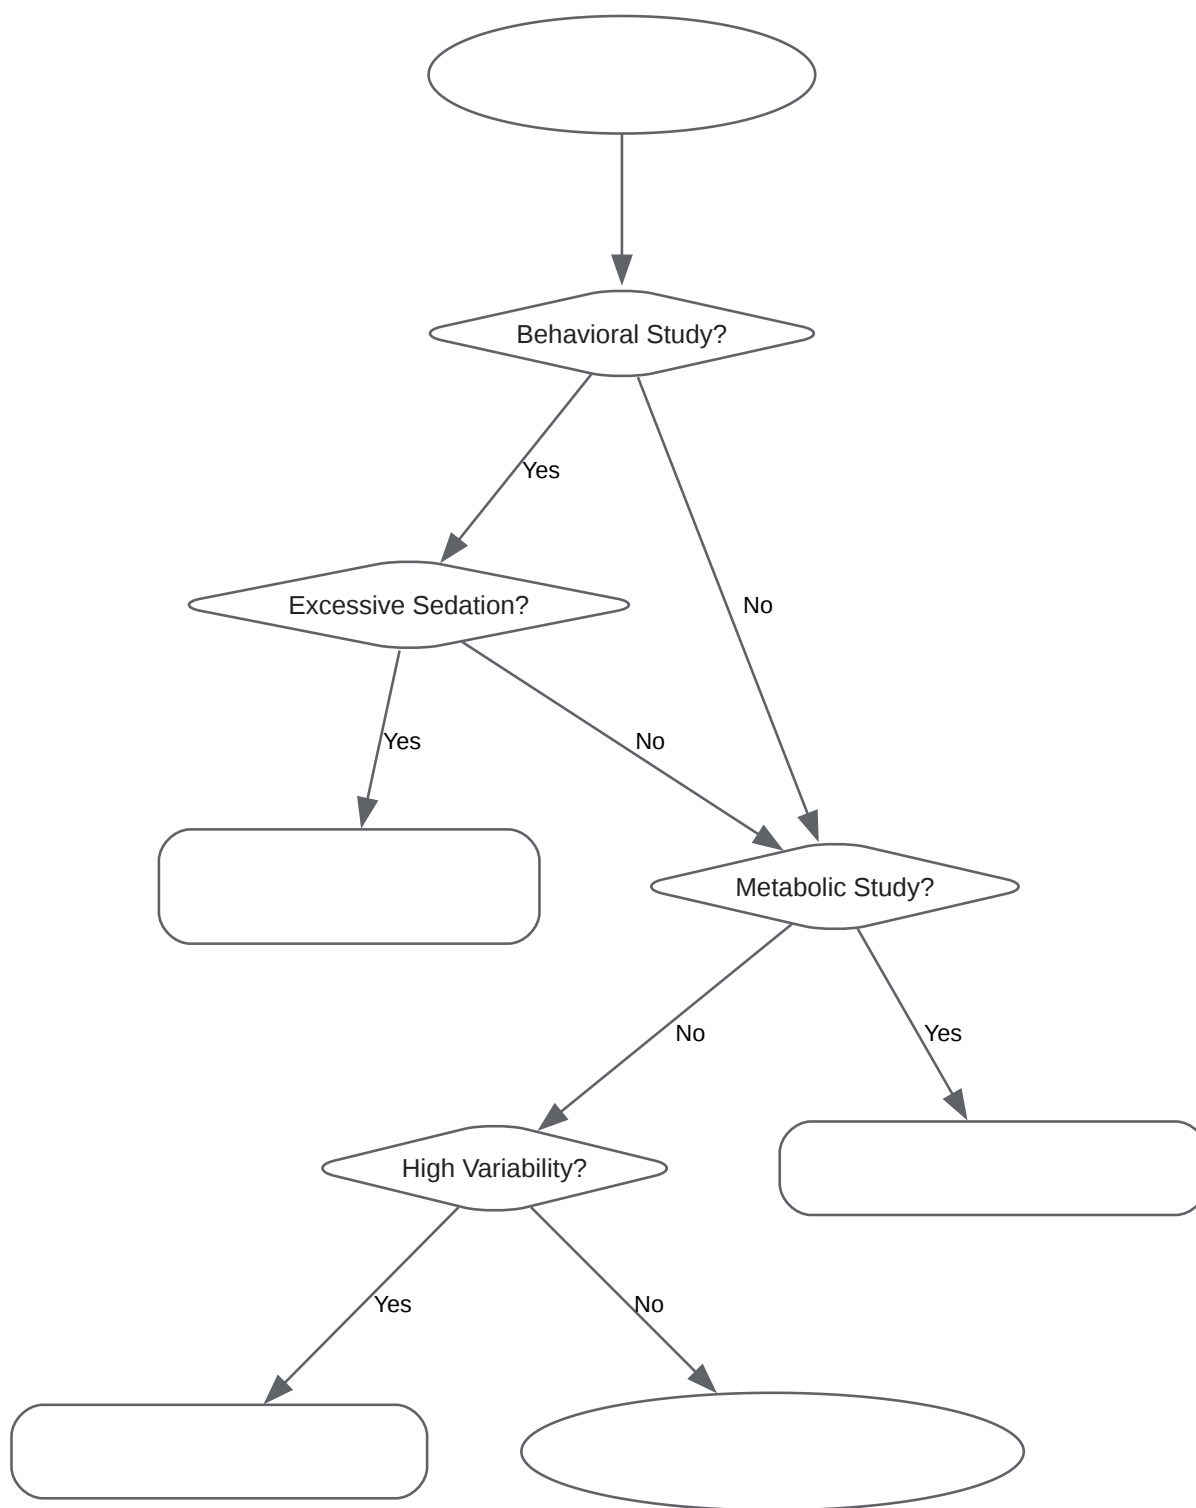 Behavioral Study?
Yes
Excessive Sedation?
No
Yes
No
Metabolic Study?
No
Yes
High Variability?
Yes
No